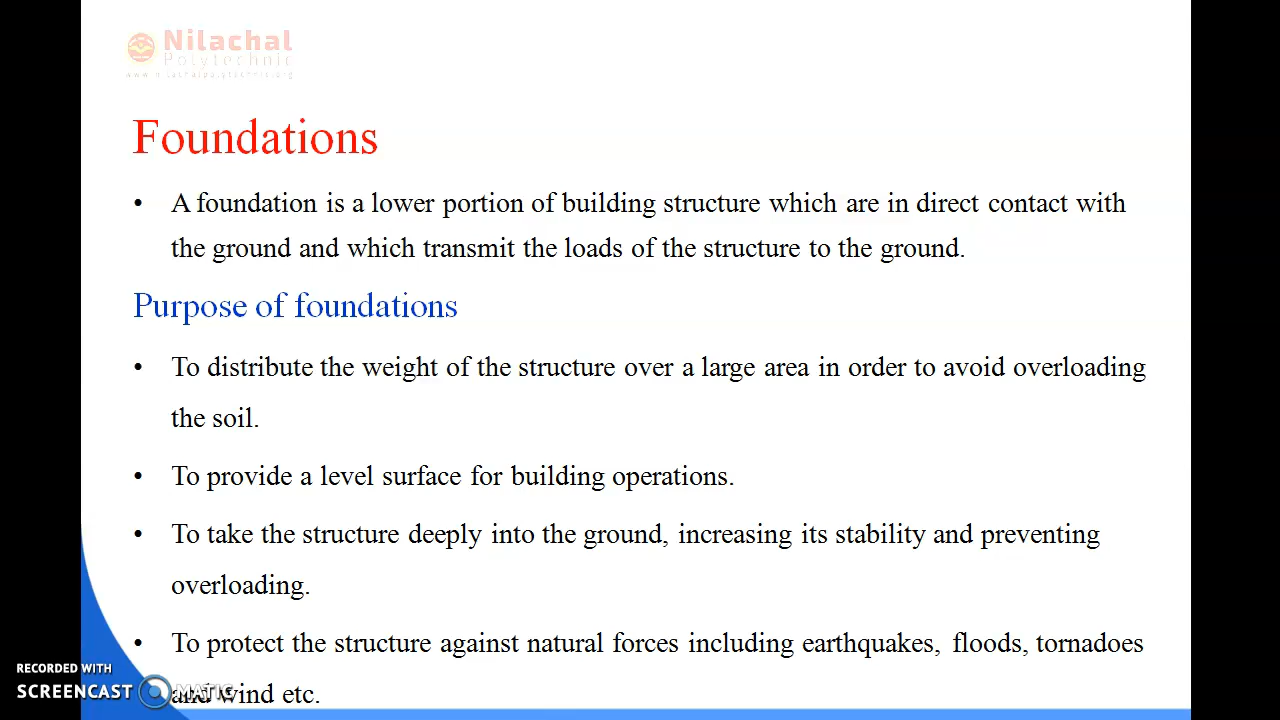 Nilachal
Polytechnic
www.nilachalpolytechnic.org
Foundations
• A foundation is a lower portion of building structure which are in direct contact with
the ground and which transmit the loads of the structure to the ground.
Purpose of foundations
• To distribute the weight of the structure over a large area in order to avoid overloading
the soil.
• To provide a level surface for building operations.
• To take the structure deeply into the ground, increasing its stability and preventing
overloading.
• To protect the structure against natural forces including earthquakes, floods, tornadoes
and wind etc.
RECORDED WITH
SCREENCAST MATIC